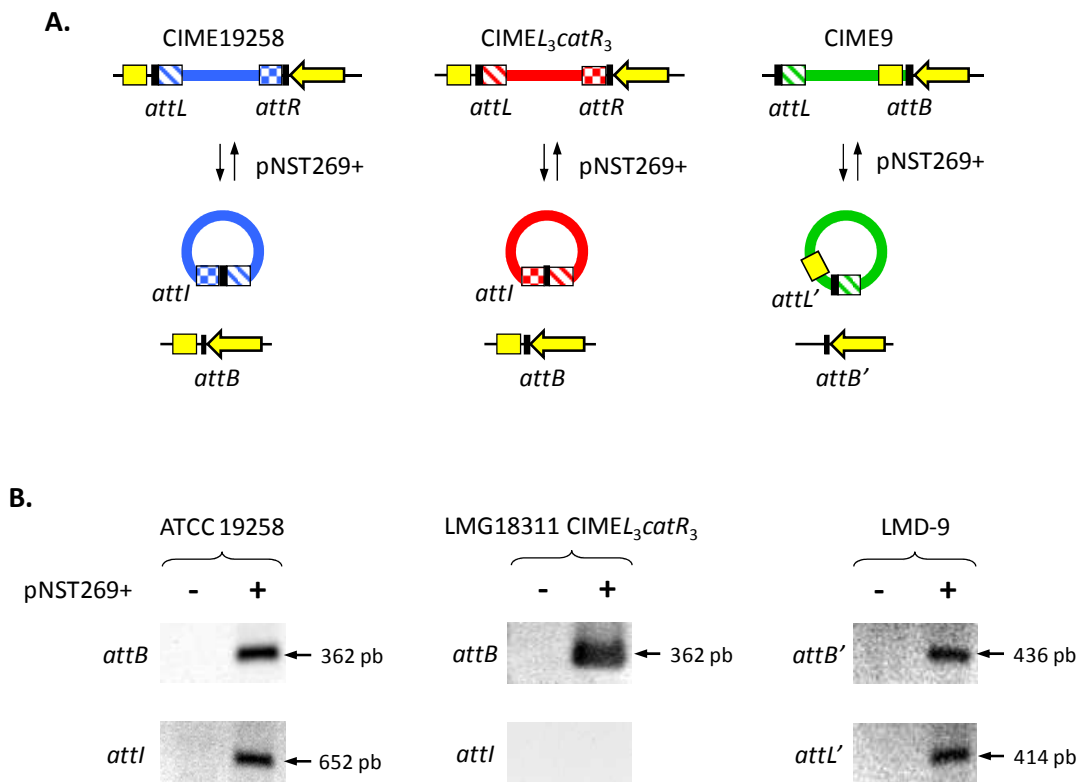 A.
CIME19258 CIMEL₃catR₃ CIME9
attL attR attL attR attL attB
pNST269+ pNST269+ pNST269+
attI attI attL’
attB attB attB’
B.
ATCC 19258 LMG18311 CIMEL₃catR₃ LMD-9
pNST269+ - + - + - +
attB 362 pb attB 362 pb attB’ 436 pb
attI 652 pb attI attL’ 414 pb